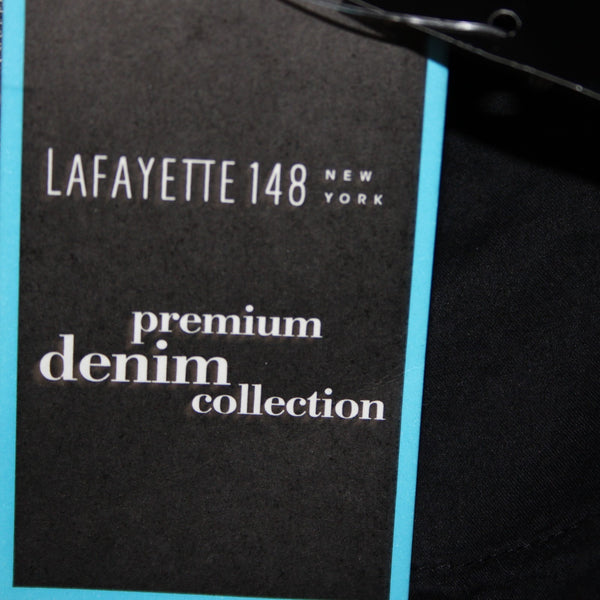 LAFAYETTE 148 NEW
YORK
premium
denim
collection